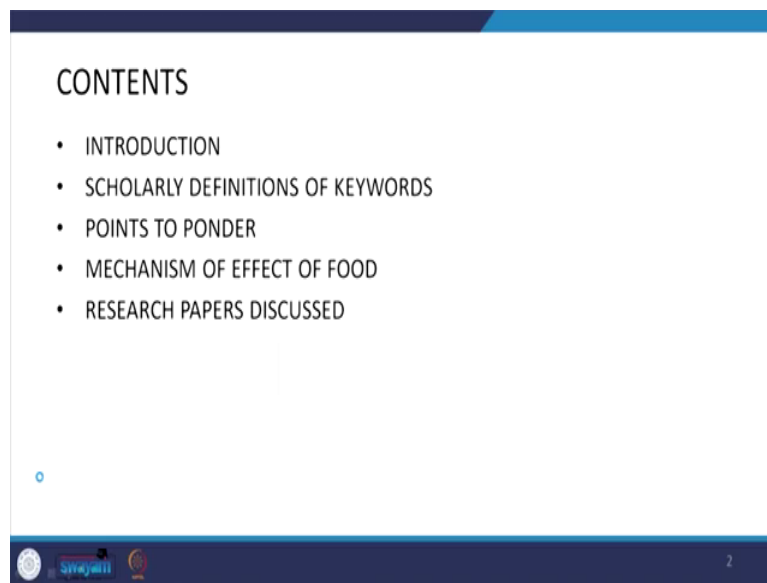 CONTENTS
• INTRODUCTION
• SCHOLARLY DEFINITIONS OF KEYWORDS
• POINTS TO PONDER
• MECHANISM OF EFFECT OF FOOD
• RESEARCH PAPERS DISCUSSED
swayam
2